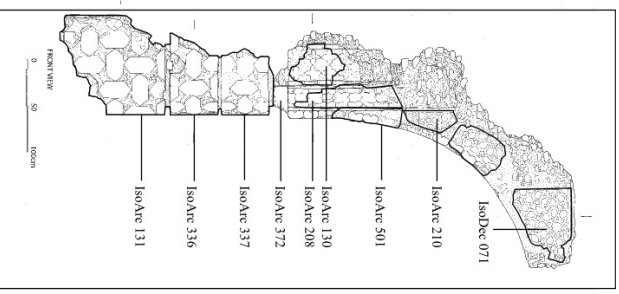 IsoDec 071
IsoArc 210
IsoArc 501
IsoArc 130
IsoArc 208
IsoArc 372
IsoArc 337
IsoArc 336
IsoArc 131
FRONT VIEW
0 50 100cm